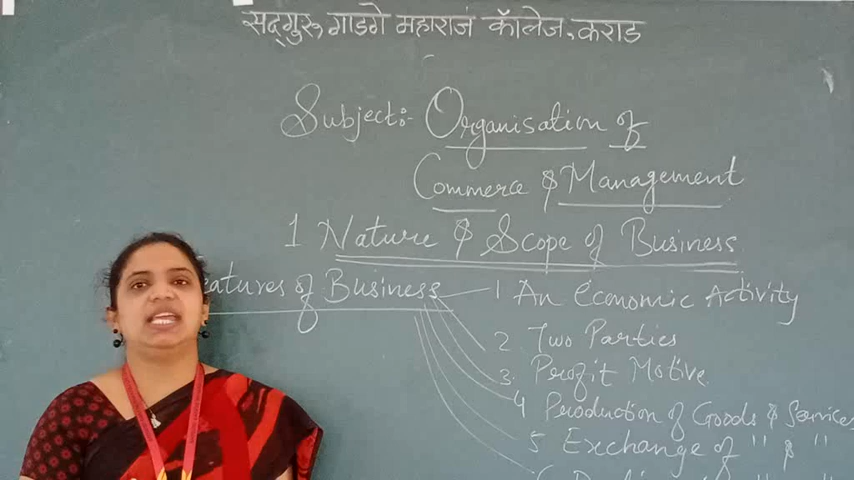 सद्‌गुरू गाडगे महाराज कॉलेज, कराड
Subject:- Organisation of
Commerce & Management
1 Nature & Scope of Business
eatures of Business
1 An Economic Activity
2 Two Parties
3. Profit Motive
4 Production of Goods & Services
5 Exchange of " & "